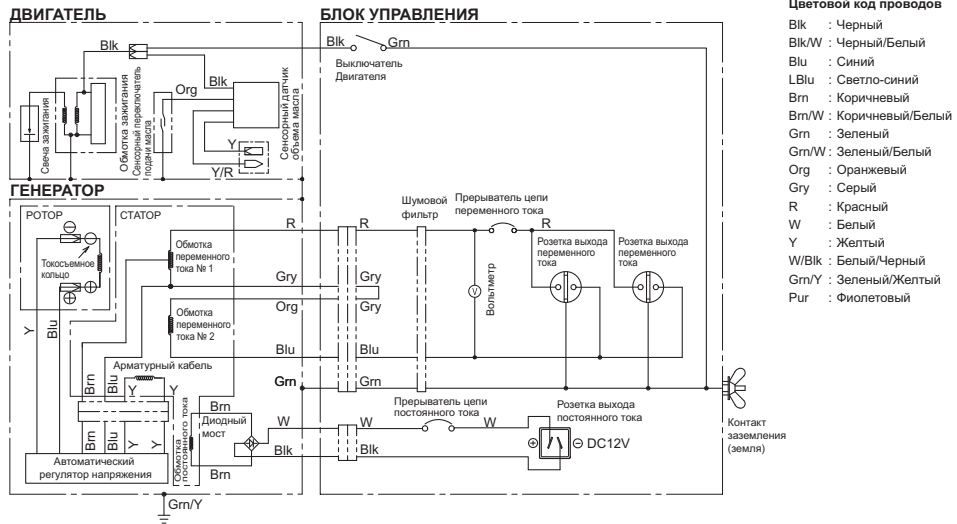 ДВИГАТЕЛЬ
Blk
Org
Blk
Свеча зажигания
Обмотка зажигания
Сенсорный переключатель
подачи масла
Сенсорный датчик
объема масла
Y
Y/R
БЛОК УПРАВЛЕНИЯ
Blk
Grn
Выключатель
Двигателя
Цветовой код проводов
Blk : Черный
Blk/W : Черный/Белый
Blu : Синий
LBlu : Светло-синий
Brn : Коричневый
Brn/W : Коричневый/Белый
Grn : Зеленый
Grn/W : Зеленый/Белый
Org : Оранжевый
Gry : Серый
R : Красный
W : Белый
Y : Желтый
W/Blk : Белый/Черный
Grn/Y : Зеленый/Желтый
Pur : Фиолетовый
ГЕНЕРАТОР
РОТОР
СТАТОР
Токосъемное
кольцо
Обмотка
переменного
тока № 1
Обмотка
переменного
тока № 2
R
Gry
Org
Blu
Grn
R
Gry
Gry
Blu
Grn
Шумовой
фильтр
Прерыватель цепи
переменного тока
R
V
Вольтметр
Розетка выхода
переменного
тока
Розетка выхода
переменного
тока
Y
Blu
Brn
Blu
Арматурный кабель
Y
Y
Brn
Blu
Y
Y
Автоматический
регулятор напряжения
Обмотка
постоянного тока
Brn
Диодный
мост
Brn
W
Blk
W
Blk
Прерыватель цепи
постоянного тока
W
Розетка выхода
постоянного тока
DC12V
Контакт
заземления
(земля)
Grn/Y